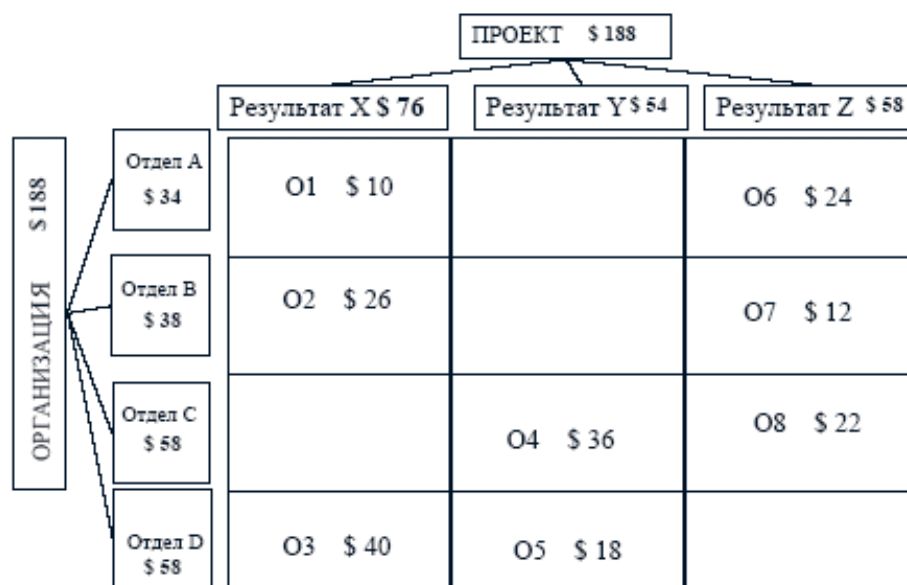 ПРОЕКТ $ 188
Результат X $ 76
Результат Y $ 54
Результат Z $ 58
ОРГАНИЗАЦИЯ $ 188
Отдел A
$ 34
O1 $ 10
O6 $ 24
Отдел B
$ 38
O2 $ 26
O7 $ 12
Отдел C
$ 58
O4 $ 36
O8 $ 22
Отдел D
$ 58
O3 $ 40
O5 $ 18